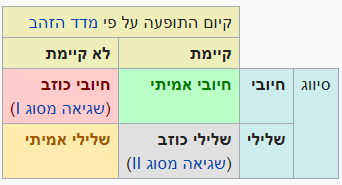 קיום התופעה על פי מדד הזהב
קיימת לא קיימת
סיווג חיובי חיובי אמיתי חיובי כוזב
(שגיאה מסוג I)
שלילי שלילי כוזב שלילי אמיתי
(שגיאה מסוג II)